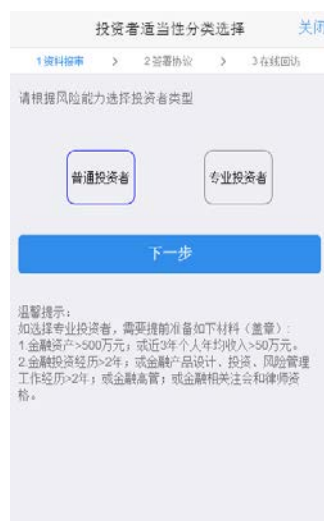 投资者适当性分类选择 关闭
1资料报审 > 2签署协议 > 3在线回访
请根据风险能力选择投资者类型
普通投资者 专业投资者
下一步
温馨提示：
如选择专业投资者，需要提前准备如下材料（盖章）：
1.金融资产>500万元；或近3年个人年均收入>50万元。
2.金融投资经历>2年；或金融产品设计、投资、风险管理
工作经历>2年；或金融高管；或金融相关注会和律师资
格。